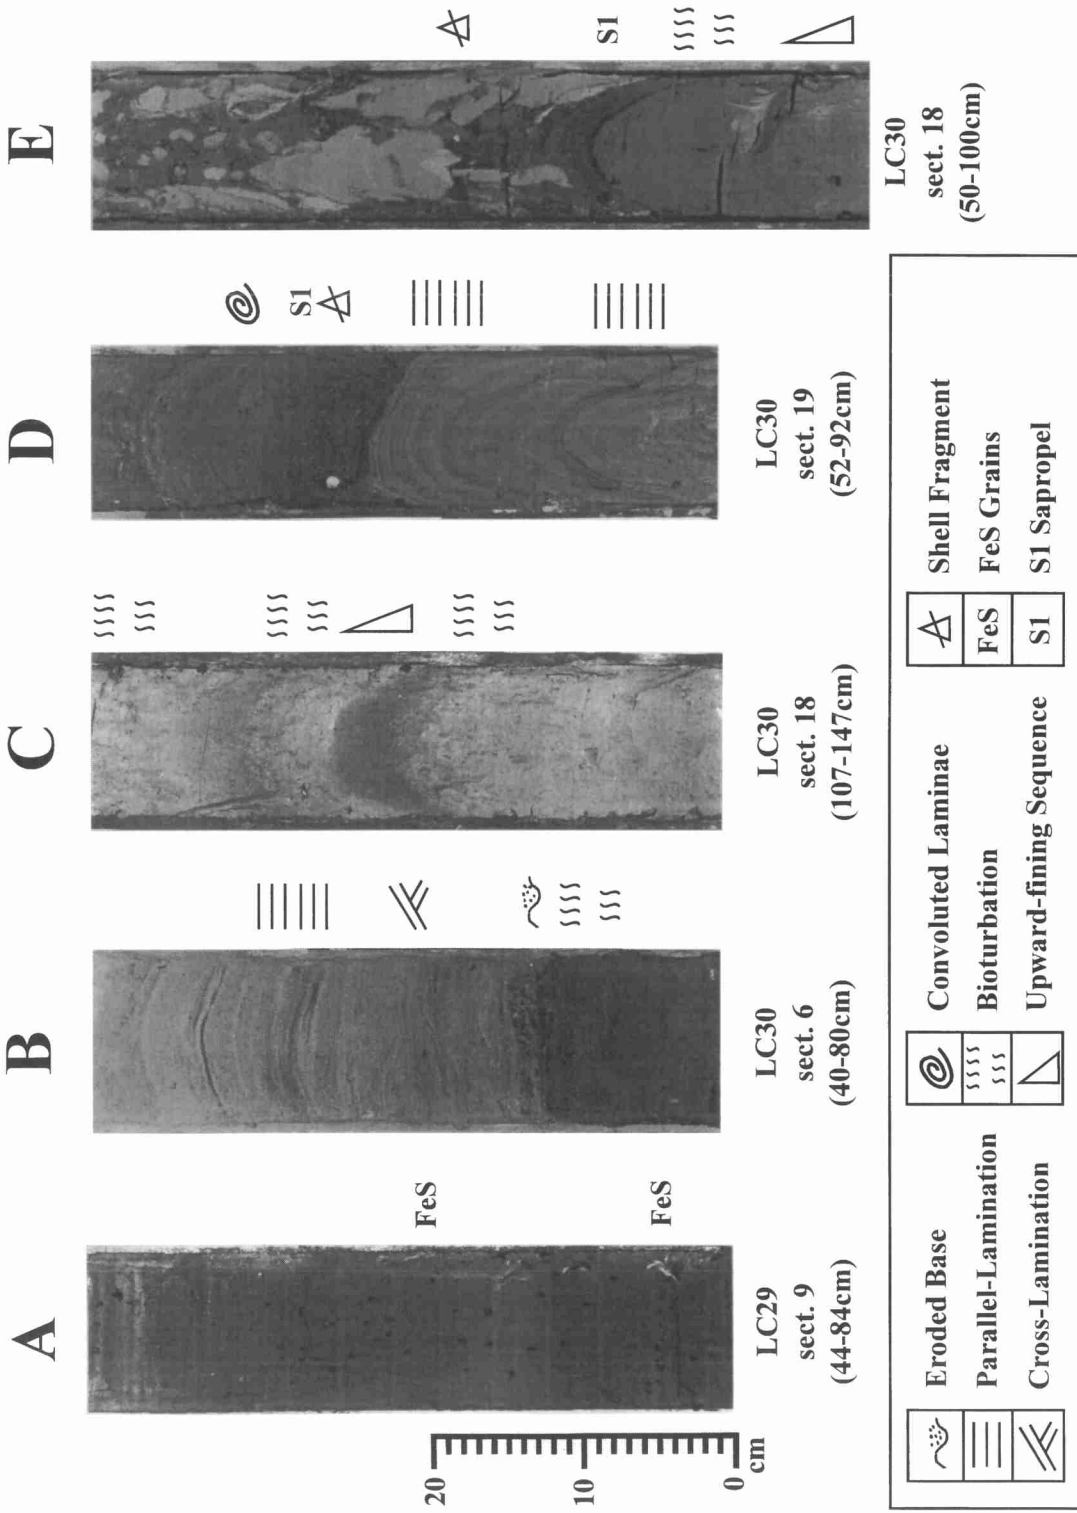 A
B
C
D
E
FeS
FeS
S1
S1
20
10
0
cm
LC29
sect. 9
(44-84cm)
LC30
sect. 6
(40-80cm)
LC30
sect. 18
(107-147cm)
LC30
sect. 19
(52-92cm)
LC30
sect. 18
(50-100cm)
Eroded Base
Parallel-Lamination
Cross-Lamination
Convoluted Laminae
Bioturbation
Upward-fining Sequence
Shell Fragment
FeS
FeS Grains
S1
S1 Sapropel